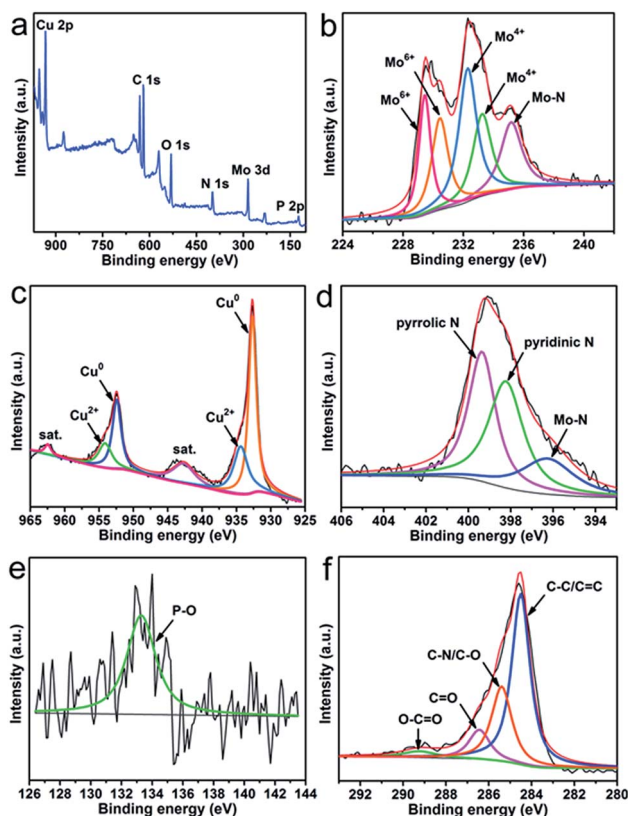 a
Cu 2p
C 1s
O 1s
N 1s
Mo 3d
P 2p
Intensity (a.u.)
900 750 600 450 300 150
Binding energy (eV)
b
Mo⁴⁺
Mo⁶⁺
Mo⁴⁺
Mo⁶⁺
Mo-N
Intensity (a.u.)
224 228 232 236 240
Binding energy (eV)
c
Cu⁰
Cu⁰
Cu²⁺
Cu²⁺
sat.
sat.
Intensity (a.u.)
965 960 955 950 945 940 935 930 925
Binding energy (eV)
d
pyrrolic N
pyridinic N
Mo-N
Intensity (a.u.)
406 404 402 400 398 396 394
Binding energy (eV)
e
P-O
Intensity (a.u.)
126 128 130 132 134 136 138 140 142 144
Binding energy (eV)
f
C-C/C=C
C-N/C-O
C=O
O-C=O
Intensity (a.u.)
292 290 288 286 284 282 280
Binding energy (eV)